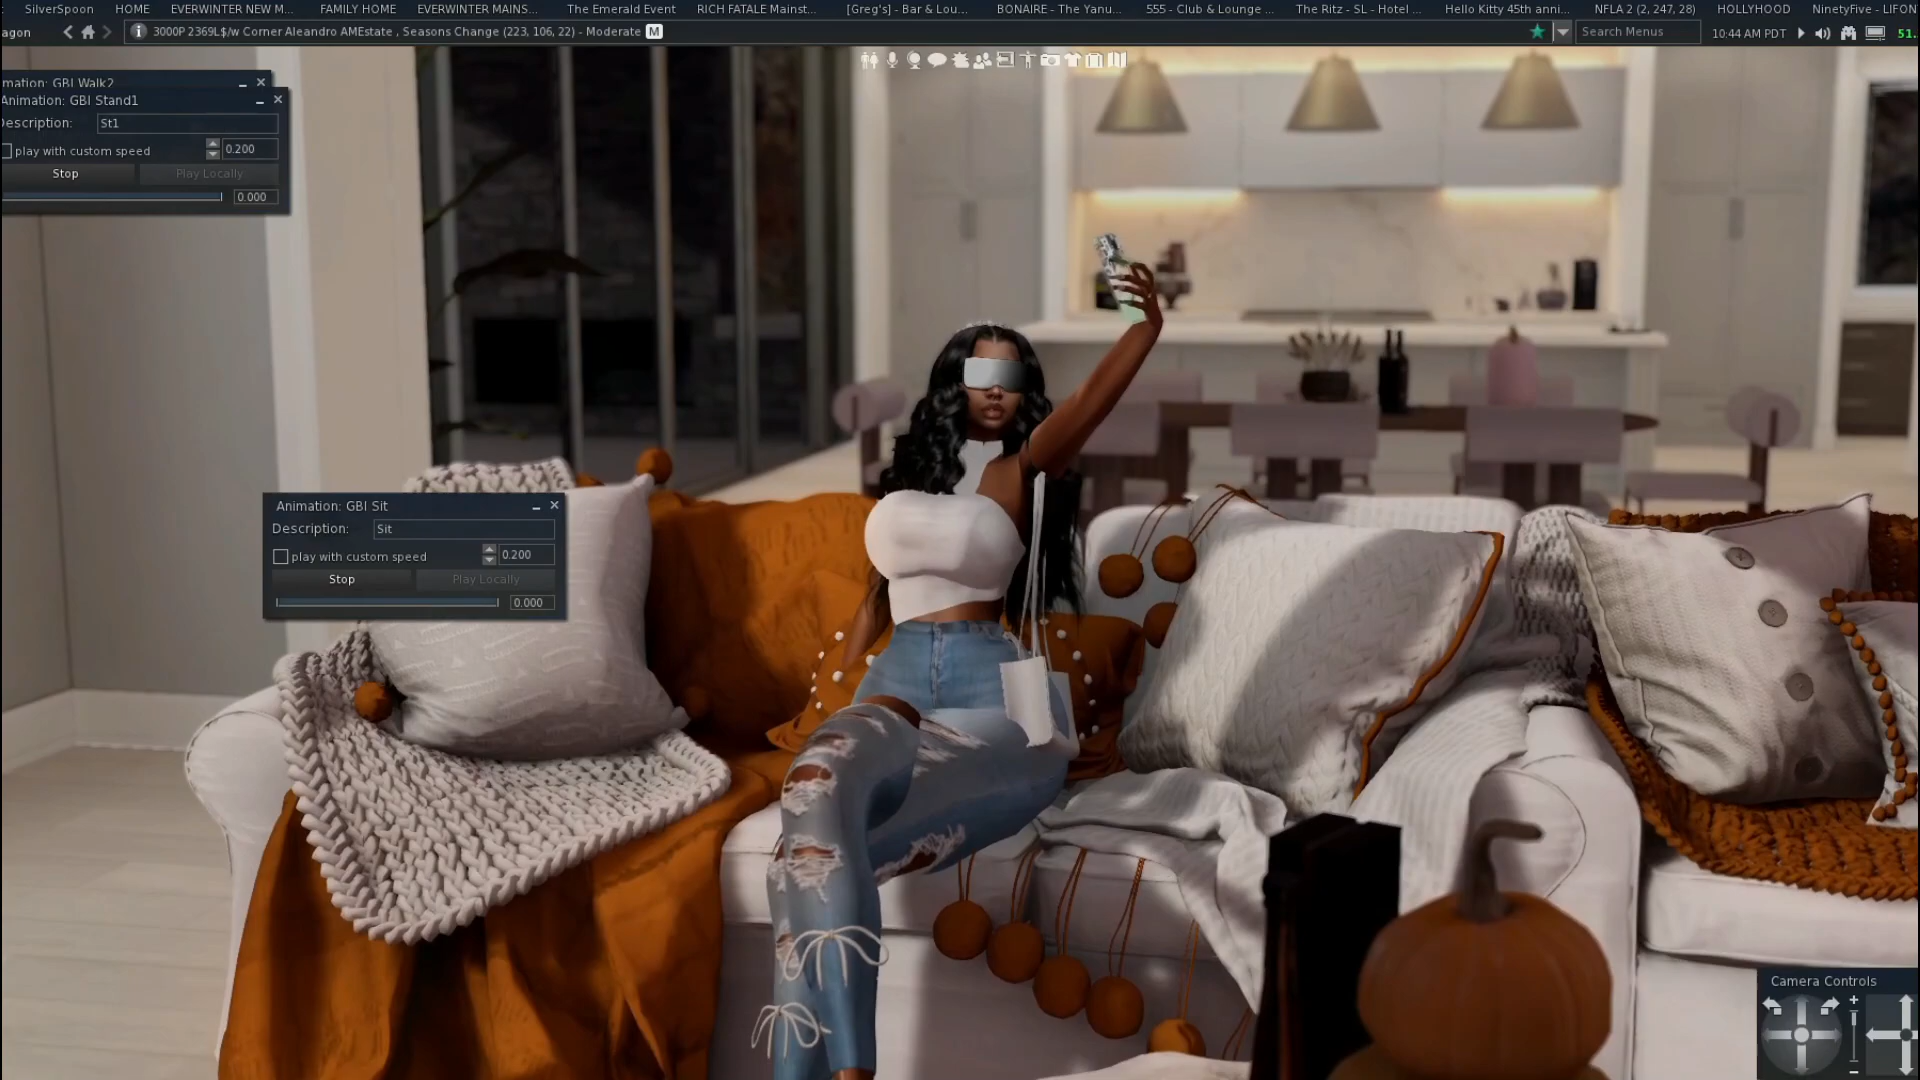 SilverSpoon HOME EVERWINTER NEW M... FAMILY HOME EVERWINTER MAINS... The Emerald Event RICH FATALE Mainst... [Greg's] - Bar & Lou... BONAIRE - The Yanu... 555 - Club & Lounge ... The Ritz - SL - Hotel ... Hello Kitty 45th anni... NFLA 2 (2, 247, 28) HOLLYHOOD NinetyFive - LIFON
agon 3000P 2369L$/w Corner Aleandro AMEstate , Seasons Change (223, 106, 22) - Moderate M Search Menus 10:44 AM PDT 51.
mation: GBI Walk2
Animation: GBI Stand1
Description: St1
play with custom speed 0.200
Stop Play Locally
0.000
Animation: GBI Sit
Description: Sit
play with custom speed 0.200
Stop Play Locally
0.000
Camera Controls